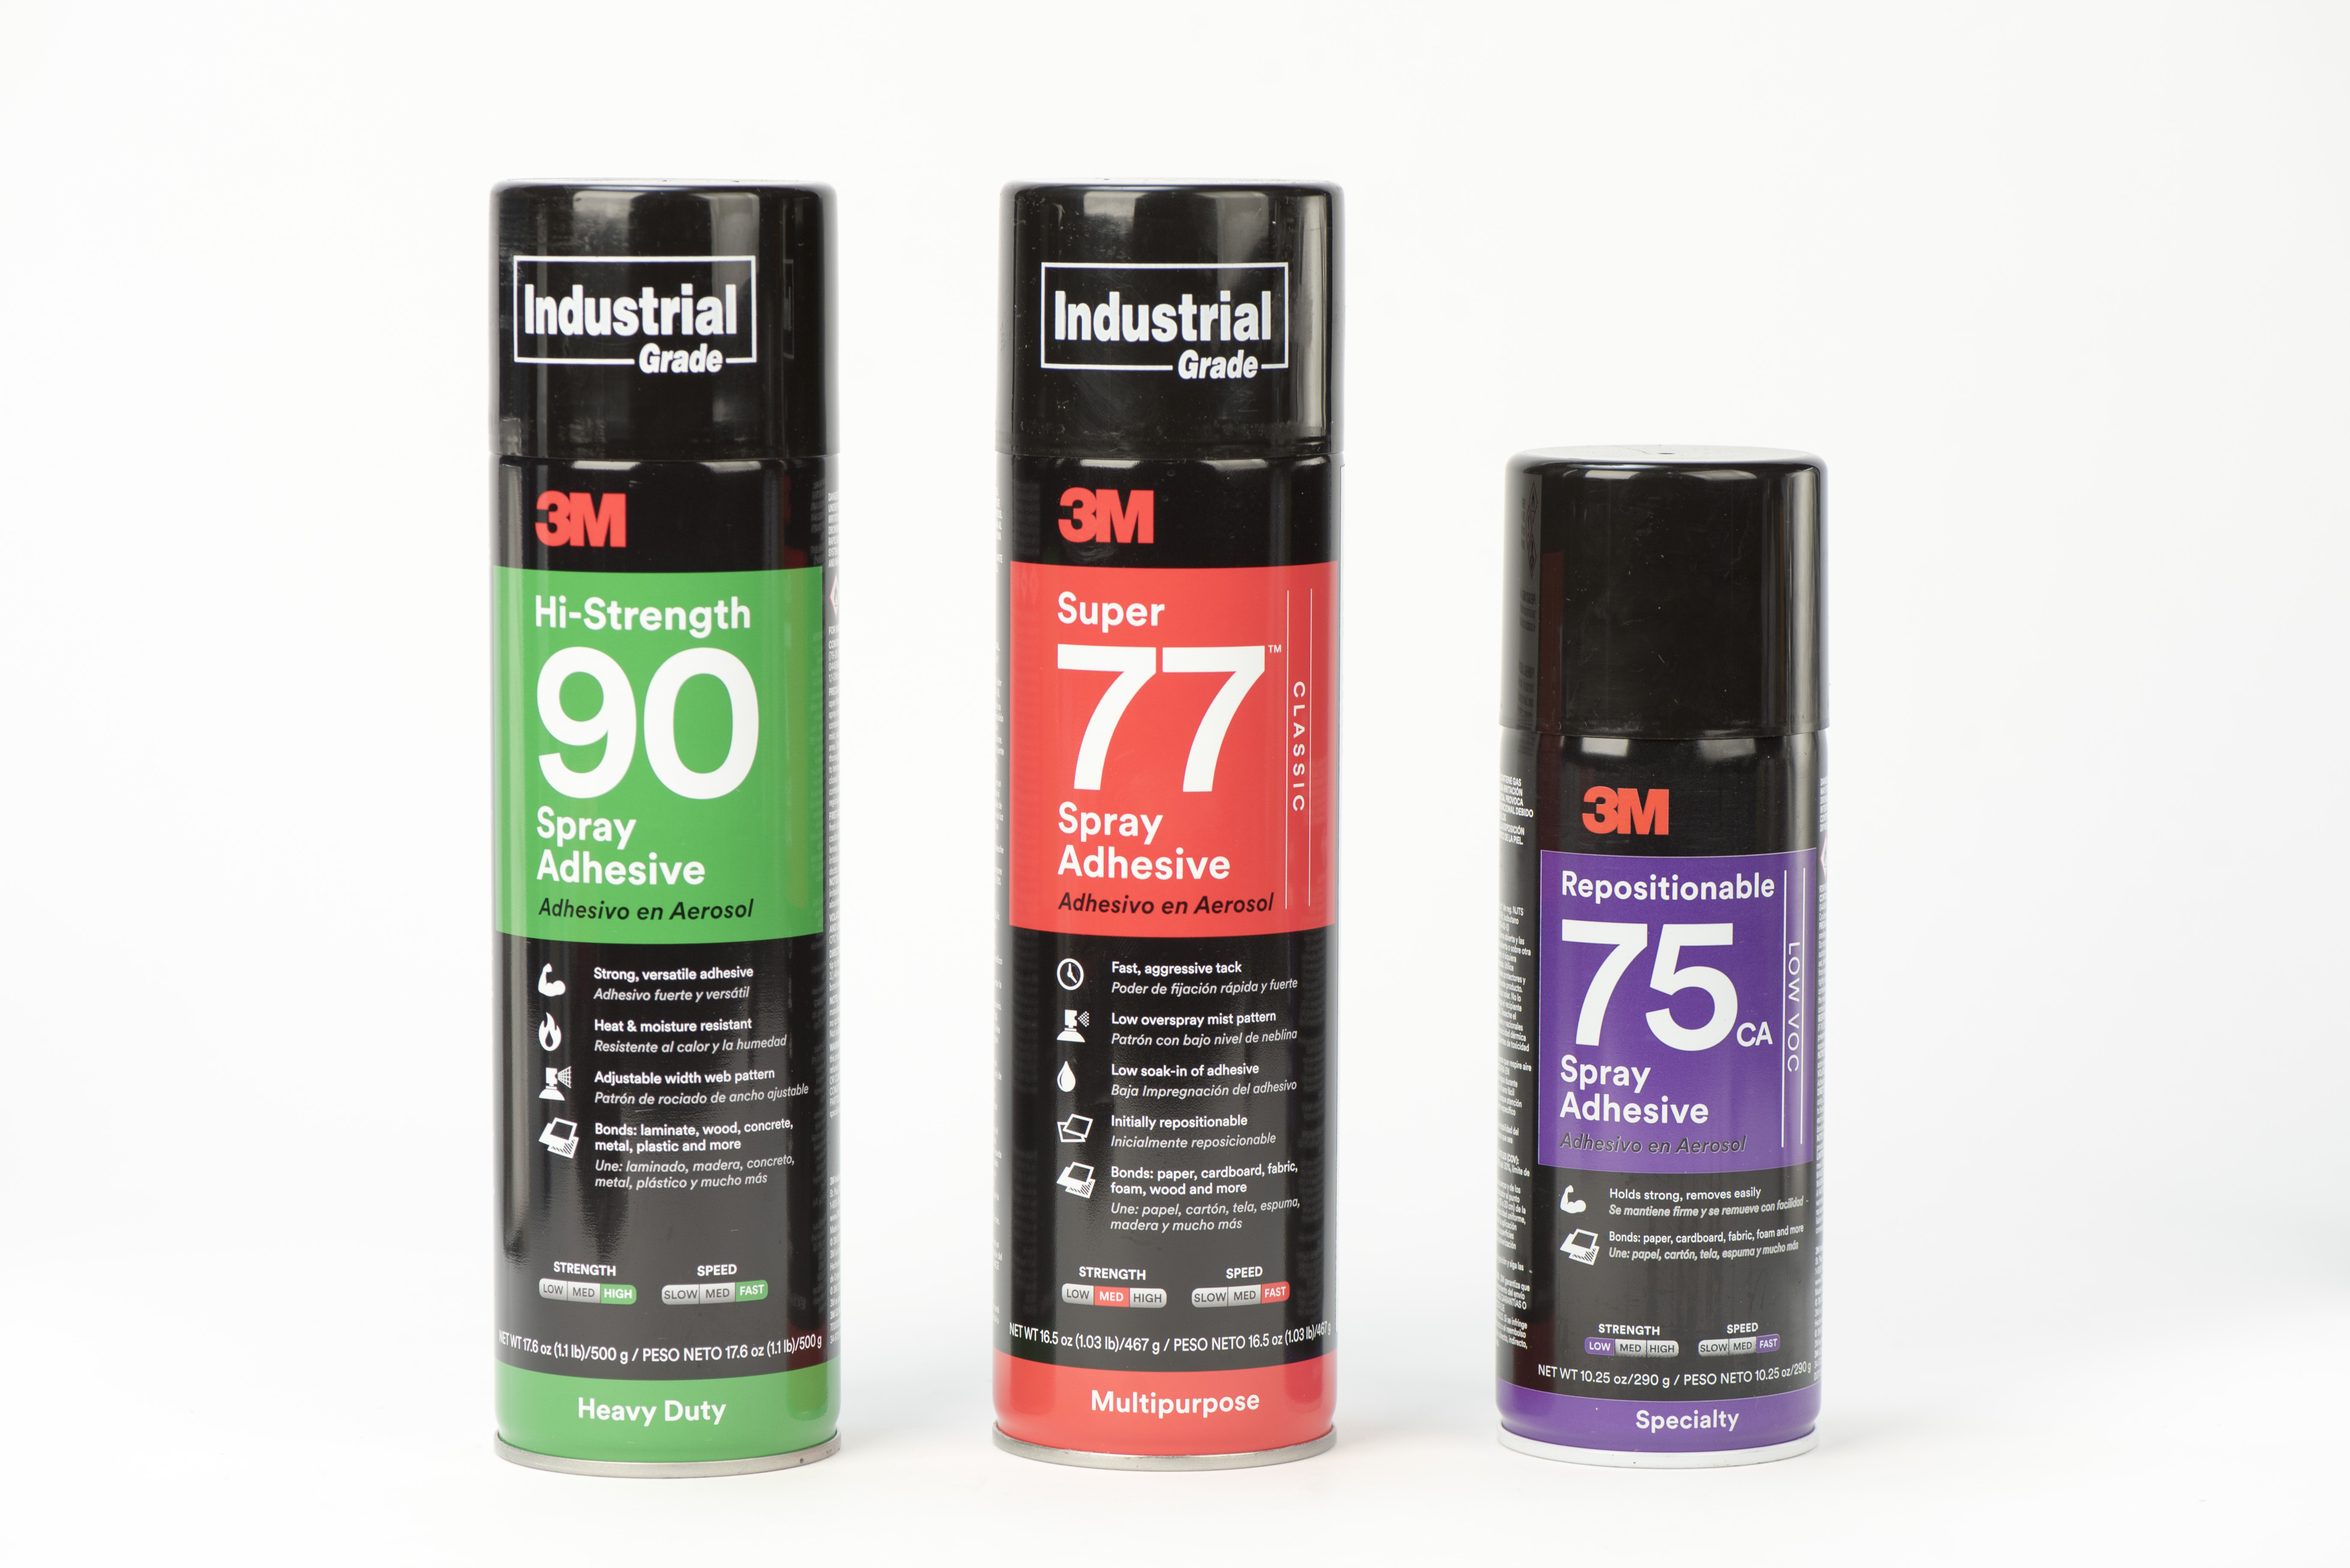 Industrial
Grade
3M
Hi-Strength
90
Spray
Adhesive
Adhesivo en Aerosol
Strong, versatile adhesive
Adhesivo fuerte y versátil
Heat & moisture resistant
Resistente al calor y la humedad
Adjustable width web pattern
Patrón de rociado de ancho ajustable
Bonds: laminate, wood, concrete,
metal, plastic and more
Une: laminado, madera, concreto,
metal, plástico y mucho más
STRENGTH SPEED
LOW MED HIGH SLOW MED FAST
NET WT 17.6 oz (1.1 lb)/500 g / PESO NETO 17.6 oz (1.1 lb)/500 g
Heavy Duty
Industrial
Grade
3M
Super
77™
CLASSIC
Spray
Adhesive
Adhesivo en Aerosol
Fast, aggressive tack
Poder de fijación rápida y fuerte
Low overspray mist pattern
Patrón con bajo nivel de neblina
Low soak-in of adhesive
Baja Impregnación del adhesivo
Initially repositionable
Inicialmente reposicionable
Bonds: paper, cardboard, fabric,
foam, wood and more
Une: papel, cartón, tela, espuma,
madera y mucho más
STRENGTH SPEED
LOW MED HIGH SLOW MED FAST
NET WT 16.5 oz (1.03 lb)/467 g / PESO NETO 16.5 oz (1.03 lb)/467 g
Multipurpose
3M
Repositionable
75 CA
LOW VOC
Spray
Adhesive
Adhesivo en Aerosol
Holds strong, removes easily
Se mantiene firme y se remueve con facilidad
Bonds: paper, cardboard, fabric, foam and more
Une: papel, cartón, tela, espuma y mucho más
STRENGTH SPEED
LOW MED HIGH SLOW MED FAST
NET WT 10.25 oz/290 g / PESO NETO 10.25 oz/290 g
Specialty